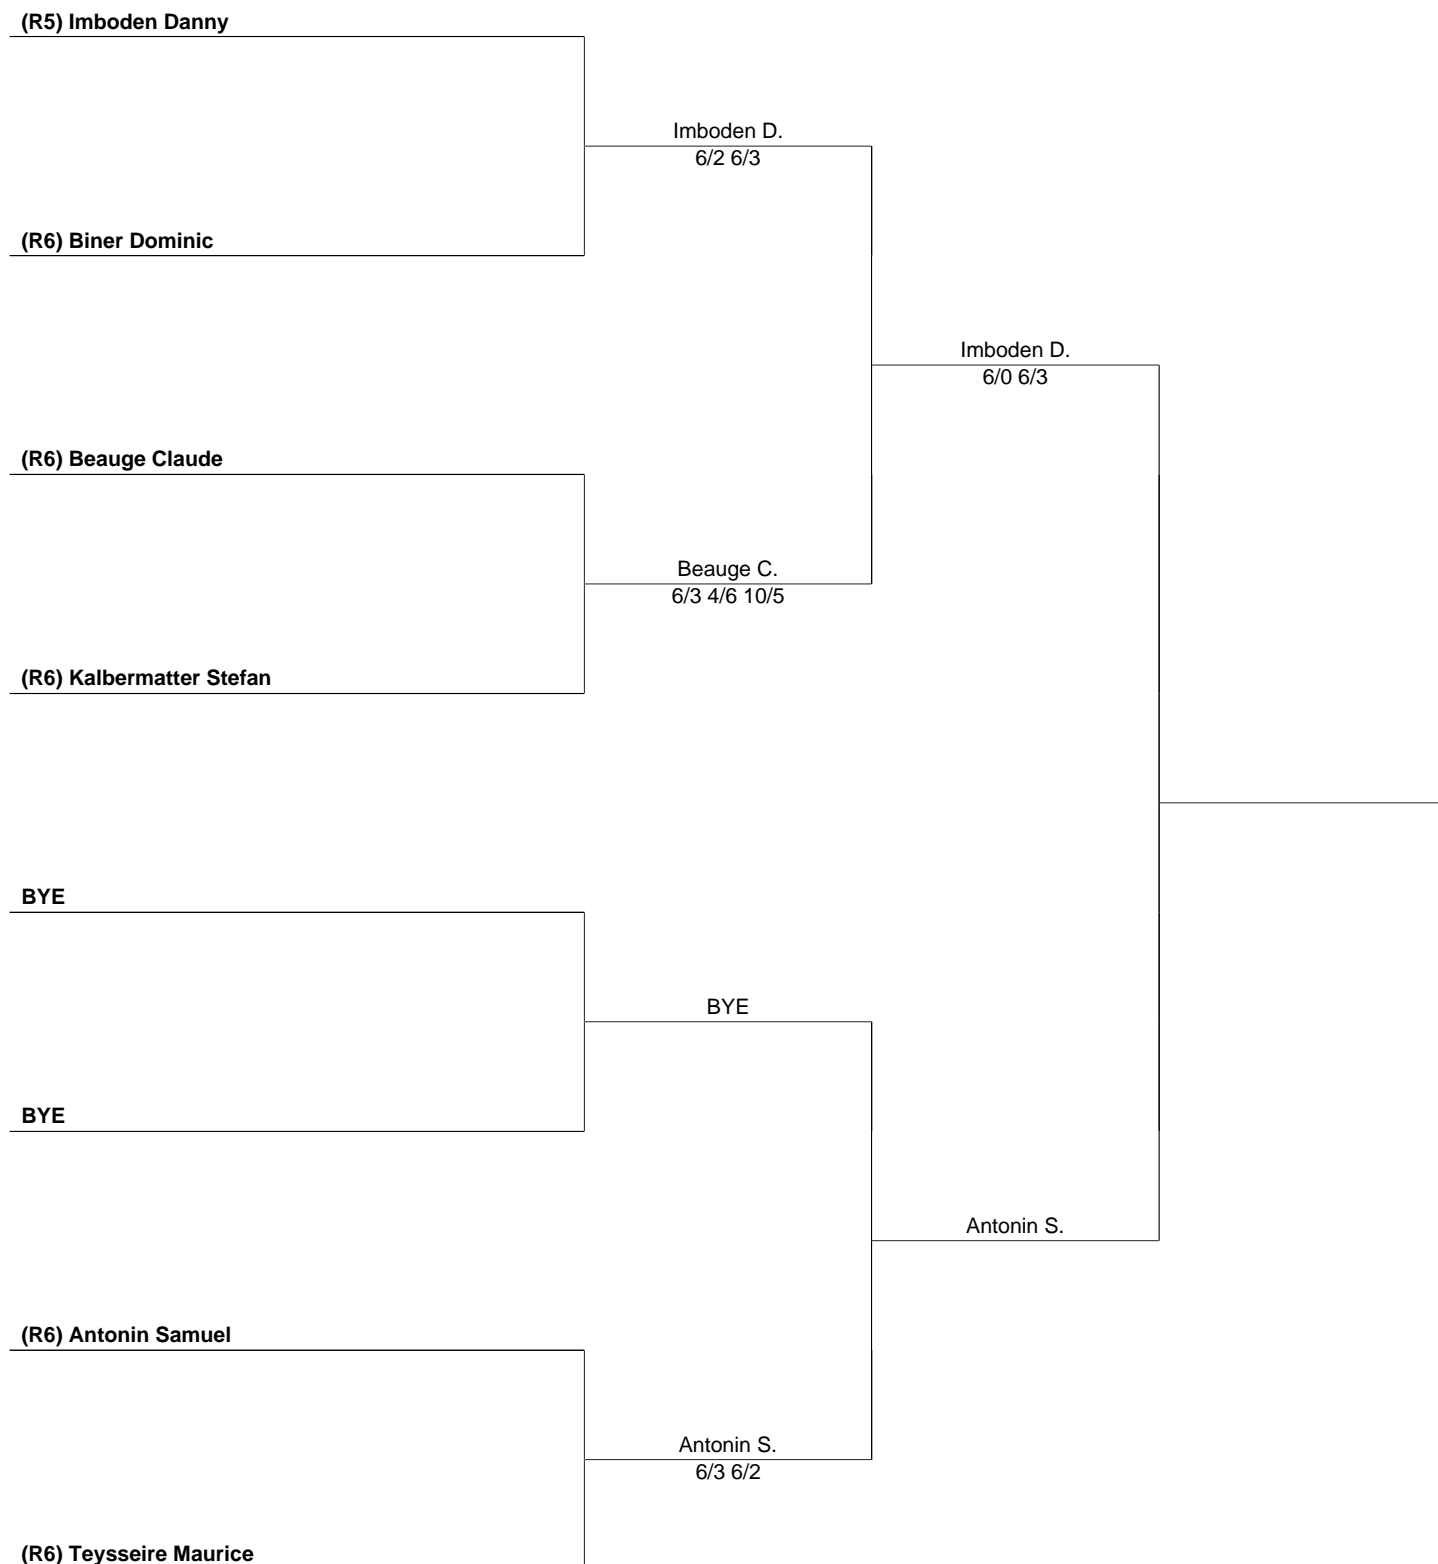 (R5) Imboden Danny
Imboden D.
6/2 6/3
(R6) Biner Dominic
Imboden D.
6/0 6/3
(R6) Beauge Claude
Beauge C.
6/3 4/6 10/5
(R6) Kalbermatter Stefan
BYE
BYE
BYE
Antonin S.
(R6) Antonin Samuel
Antonin S.
6/3 6/2
(R6) Teysseire Maurice